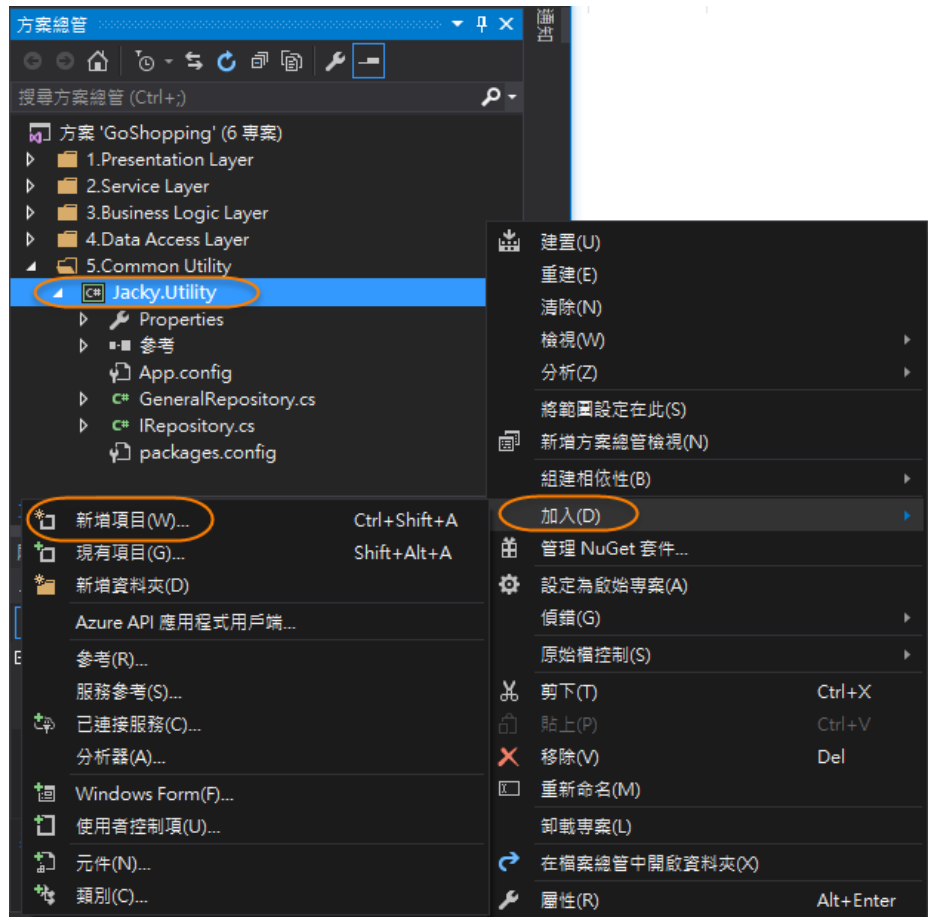 方案總管
通知
搜尋方案總管 (Ctrl+;)
方案 'GoShopping' (6 專案)
1.Presentation Layer
2.Service Layer
3.Business Logic Layer
4.Data Access Layer
5.Common Utility
C# Jacky.Utility
Properties
參考
App.config
C# GeneralRepository.cs
C# IRepository.cs
packages.config
建置(U)
重建(E)
清除(N)
檢視(W)
分析(Z)
將範圍設定在此(S)
新增方案總管檢視(N)
組建相依性(B)
加入(D)
管理 NuGet 套件...
設定為啟始專案(A)
偵錯(G)
原始檔控制(S)
剪下(T) Ctrl+X
貼上(P) Ctrl+V
移除(V) Del
重新命名(M)
卸載專案(L)
在檔案總管中開啟資料夾(X)
屬性(R) Alt+Enter
新增項目(W)... Ctrl+Shift+A
現有項目(G)... Shift+Alt+A
新增資料夾(D)
Azure API 應用程式用戶端...
參考(R)...
服務參考(S)...
已連接服務(C)...
分析器(A)...
Windows Form(F)...
使用者控制項(U)...
元件(N)...
類別(C)...